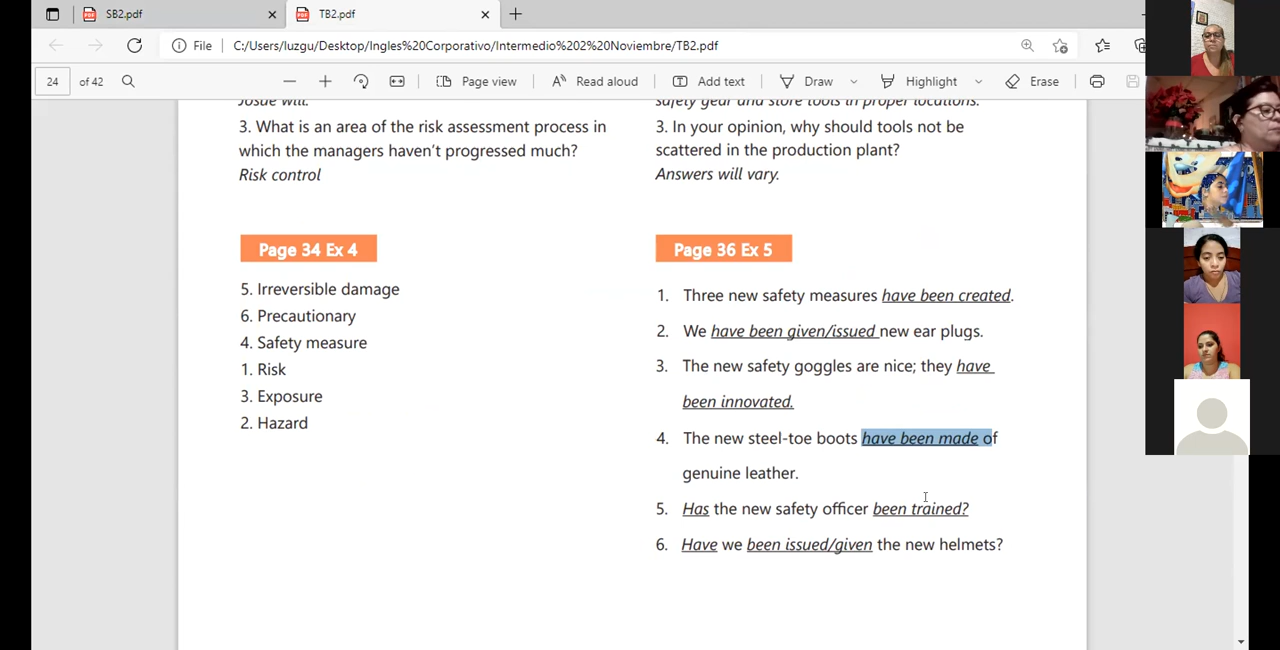 SB2.pdf
TB2.pdf
File
C:/Users/luzgu/Desktop/Ingles%20Corporativo/Intermedio%202%20Noviembre/TB2.pdf
24 of 42
Page view
Read aloud
Add text
Draw
Highlight
Erase
Josue will.
3. What is an area of the risk assessment process in
which the managers haven't progressed much?
Risk control
safety gear and store tools in proper locations.
3. In your opinion, why should tools not be
scattered in the production plant?
Answers will vary.
Page 34 Ex 4
5. Irreversible damage
6. Precautionary
4. Safety measure
1. Risk
3. Exposure
2. Hazard
Page 36 Ex 5
1. Three new safety measures have been created.
2. We have been given/issued new ear plugs.
3. The new safety goggles are nice; they have
been innovated.
4. The new steel-toe boots have been made of
genuine leather.
5. Has the new safety officer been trained?
6. Have we been issued/given the new helmets?